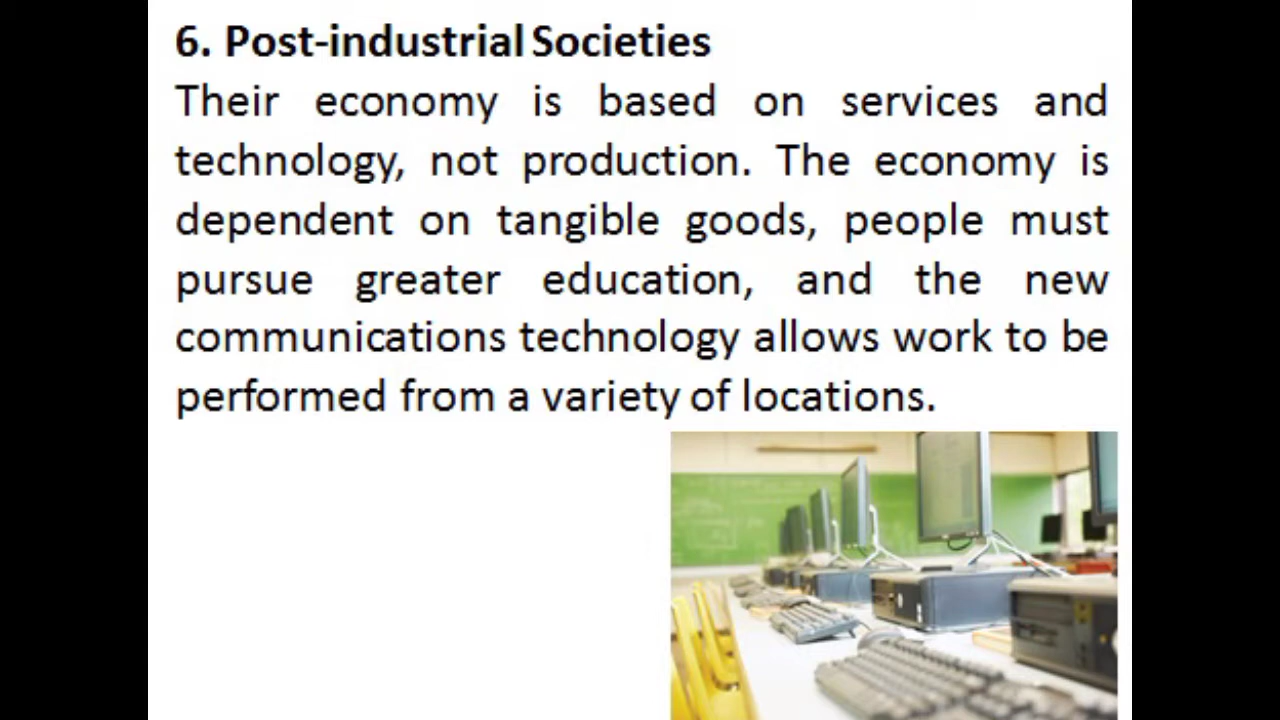 6. Post-industrial Societies
Their economy is based on services and
technology, not production. The economy is
dependent on tangible goods, people must
pursue greater education, and the new
communications technology allows work to be
performed from a variety of locations.